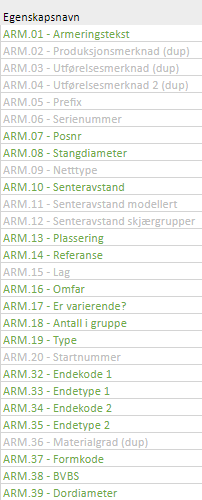 Egenskapsnavn
ARM.01 - Armeringstekst
ARM.02 - Produksjonsmerknad (dup)
ARM.03 - Utførelsesmerknad (dup)
ARM.04 - Utførelsesmerknad 2 (dup)
ARM.05 - Prefix
ARM.06 - Serienummer
ARM.07 - Posnr
ARM.08 - Stangdiameter
ARM.09 - Netttype
ARM.10 - Senteravstand
ARM.11 - Senteravstand modellert
ARM.12 - Senteravstand skjærgrupper
ARM.13 - Plassering
ARM.14 - Referanse
ARM.15 - Lag
ARM.16 - Omfar
ARM.17 - Er varierende?
ARM.18 - Antall i gruppe
ARM.19 - Type
ARM.20 - Startnummer
ARM.32 - Endekode 1
ARM.33 - Endetype 1
ARM.34 - Endekode 2
ARM.35 - Endetype 2
ARM.36 - Materialgrad (dup)
ARM.37 - Formkode
ARM.38 - BVBS
ARM.39 - Dordiameter